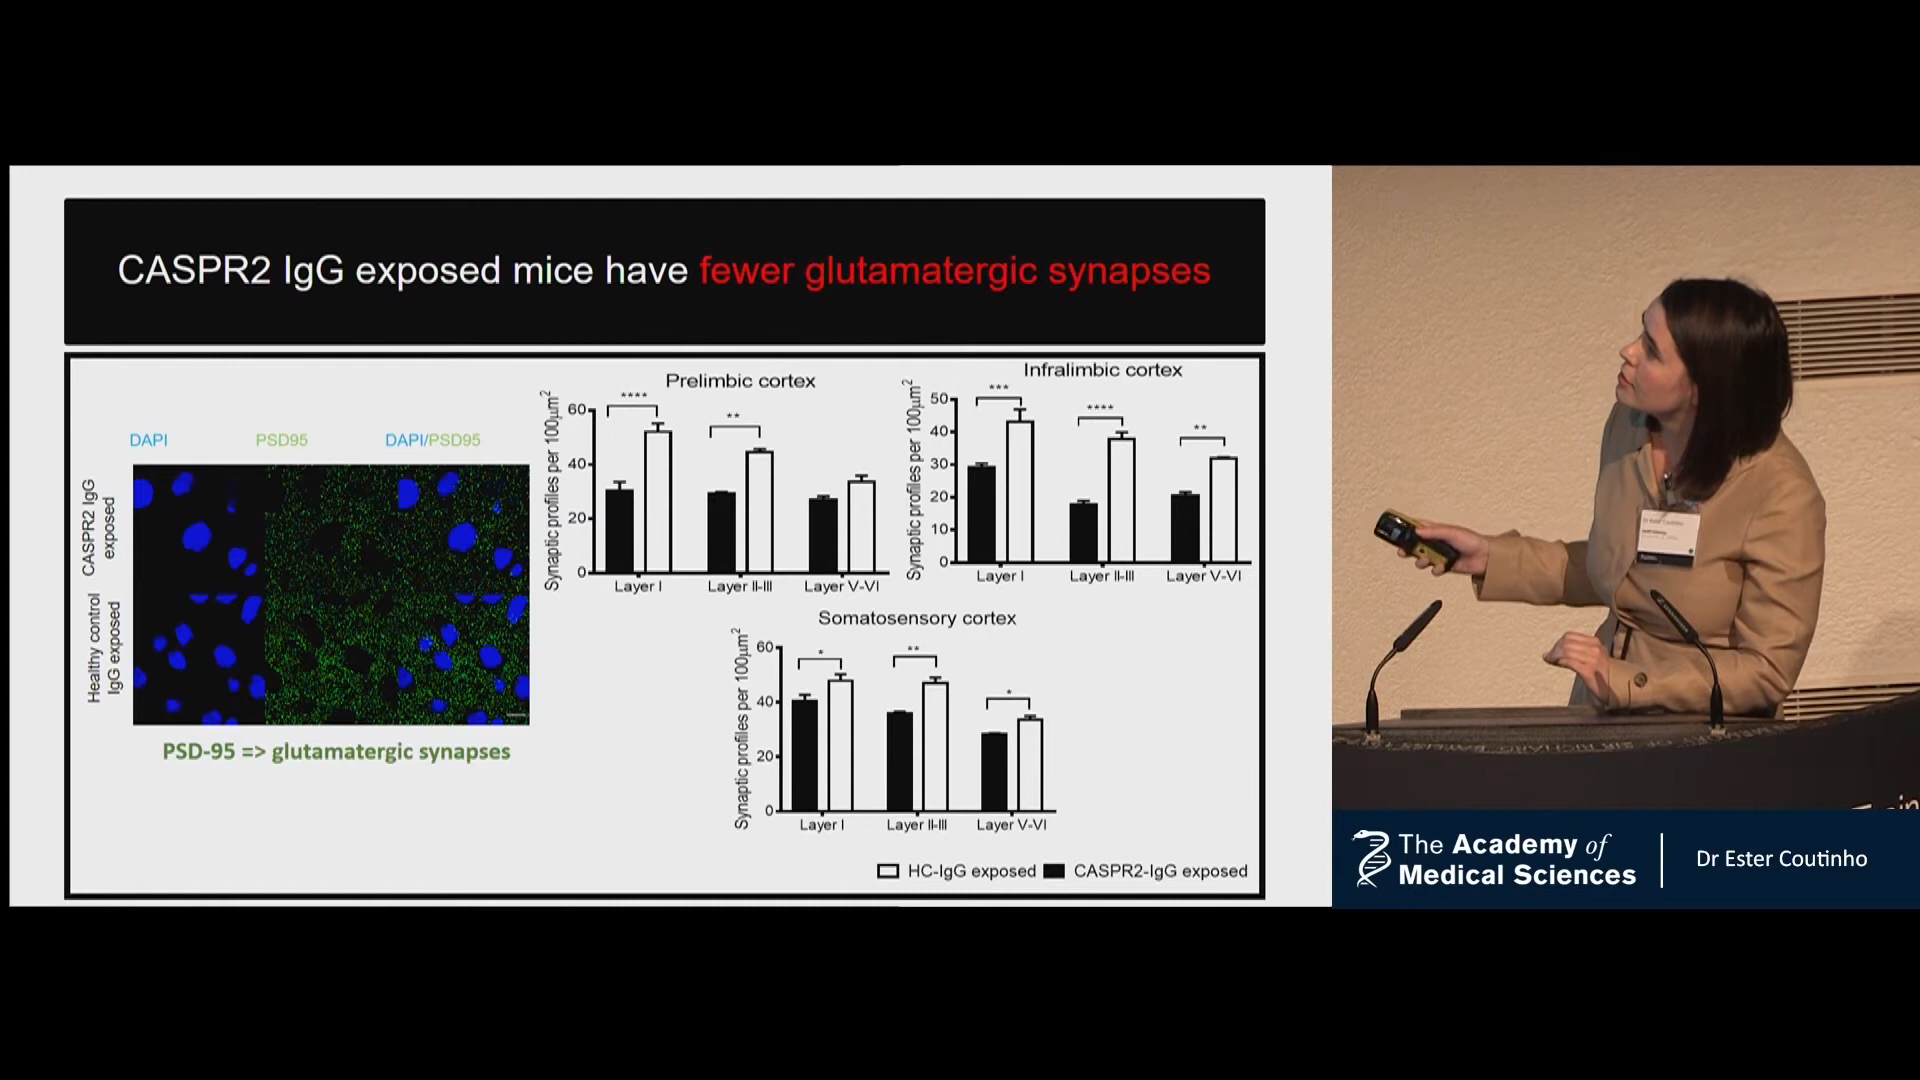 CASPR2 IgG exposed mice have fewer glutamatergic synapses
DAPI
PSD95
DAPI/PSD95
CASPR2 IgG
exposed
Healthy control
IgG exposed
PSD-95 => glutamatergic synapses
Prelimbic cortex
Synaptic profiles per 100µm²
60
40
20
0
****
**
Layer I
Layer II-III
Layer V-VI
Infralimbic cortex
Synaptic profiles per 100µm²
50
40
30
20
10
0
***
****
**
Layer I
Layer II-III
Layer V-VI
Somatosensory cortex
Synaptic profiles per 100µm²
60
40
20
0
*
**
*
Layer I
Layer II-III
Layer V-VI
HC-IgG exposed
CASPR2-IgG exposed
Dr Ester Coutinho
The Academy of
Medical Sciences
Dr Ester Coutinho